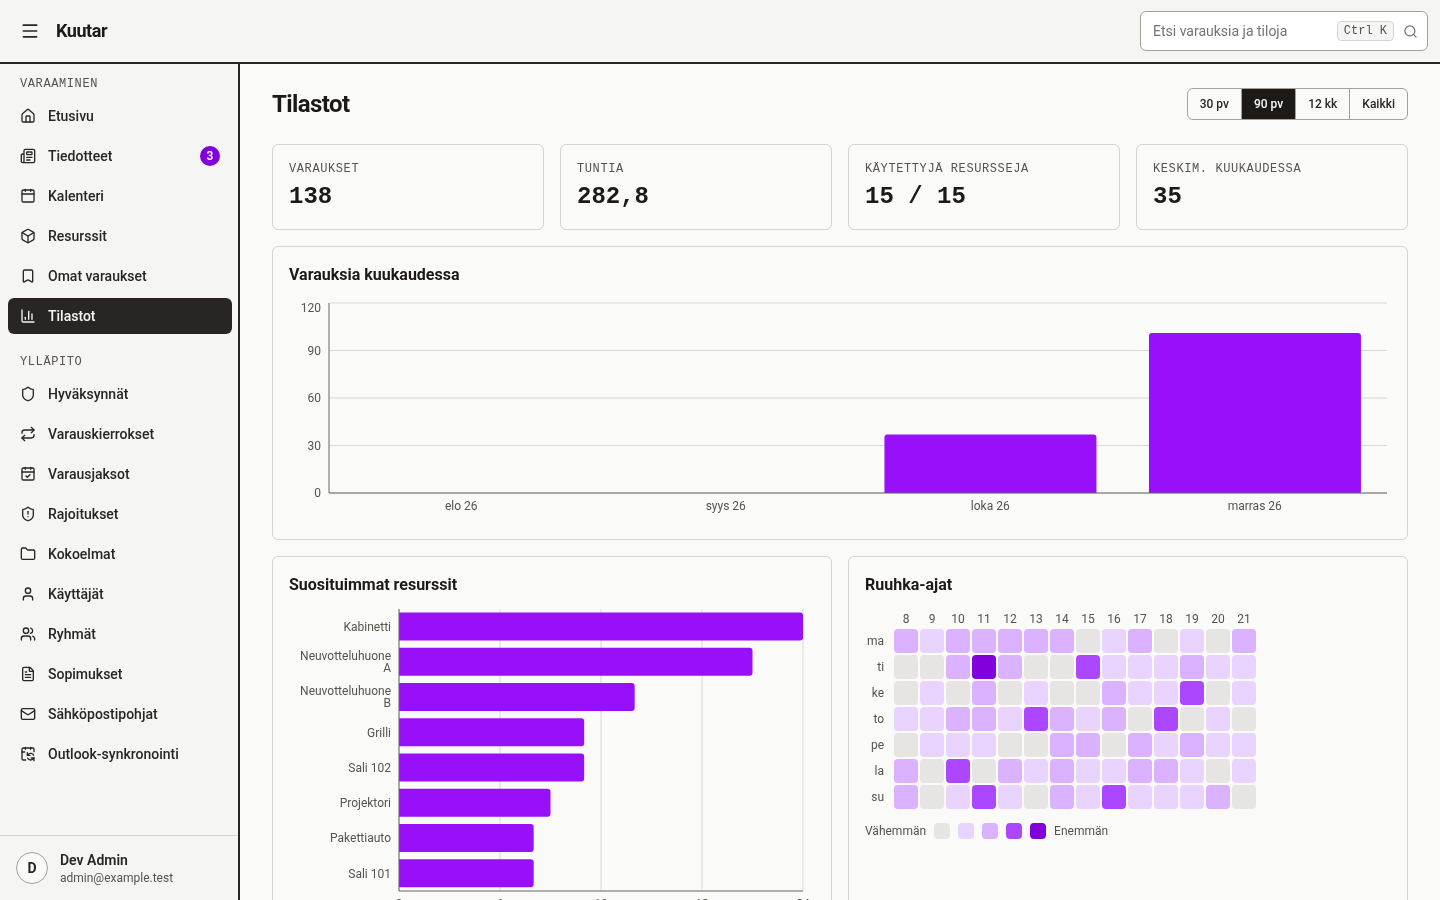 Kuutar
Etsi varauksia ja tiloja
Ctrl K
VARAAMINEN
Etusivu
Tiedotteet
3
Kalenteri
Resurssit
Omat varaukset
Tilastot
YLLÄPITO
Hyväksynnät
Varauskierrokset
Varausjaksot
Rajoitukset
Kokoelmat
Käyttäjät
Ryhmät
Sopimukset
Sähköpostipohjat
Outlook-synkronointi
D
Dev Admin
admin@example.test
Tilastot
30 pv
90 pv
12 kk
Kaikki
VARAUKSET
138
TUNTIA
282,8
KÄYTETTYJÄ RESURSSEJA
15 / 15
KESKIM. KUUKAUDESSA
35
Varauksia kuukaudessa
120
90
60
30
0
elo 26
syys 26
loka 26
marras 26
Suosituimmat resurssit
Kabinetti
Neuvotteluhuone
A
Neuvotteluhuone
B
Grilli
Sali 102
Projektori
Pakettiauto
Sali 101
Ruuhka-ajat
8 9 10 11 12 13 14 15 16 17 18 19 20 21
ma
ti
ke
to
pe
la
su
Vähemmän
Enemmän